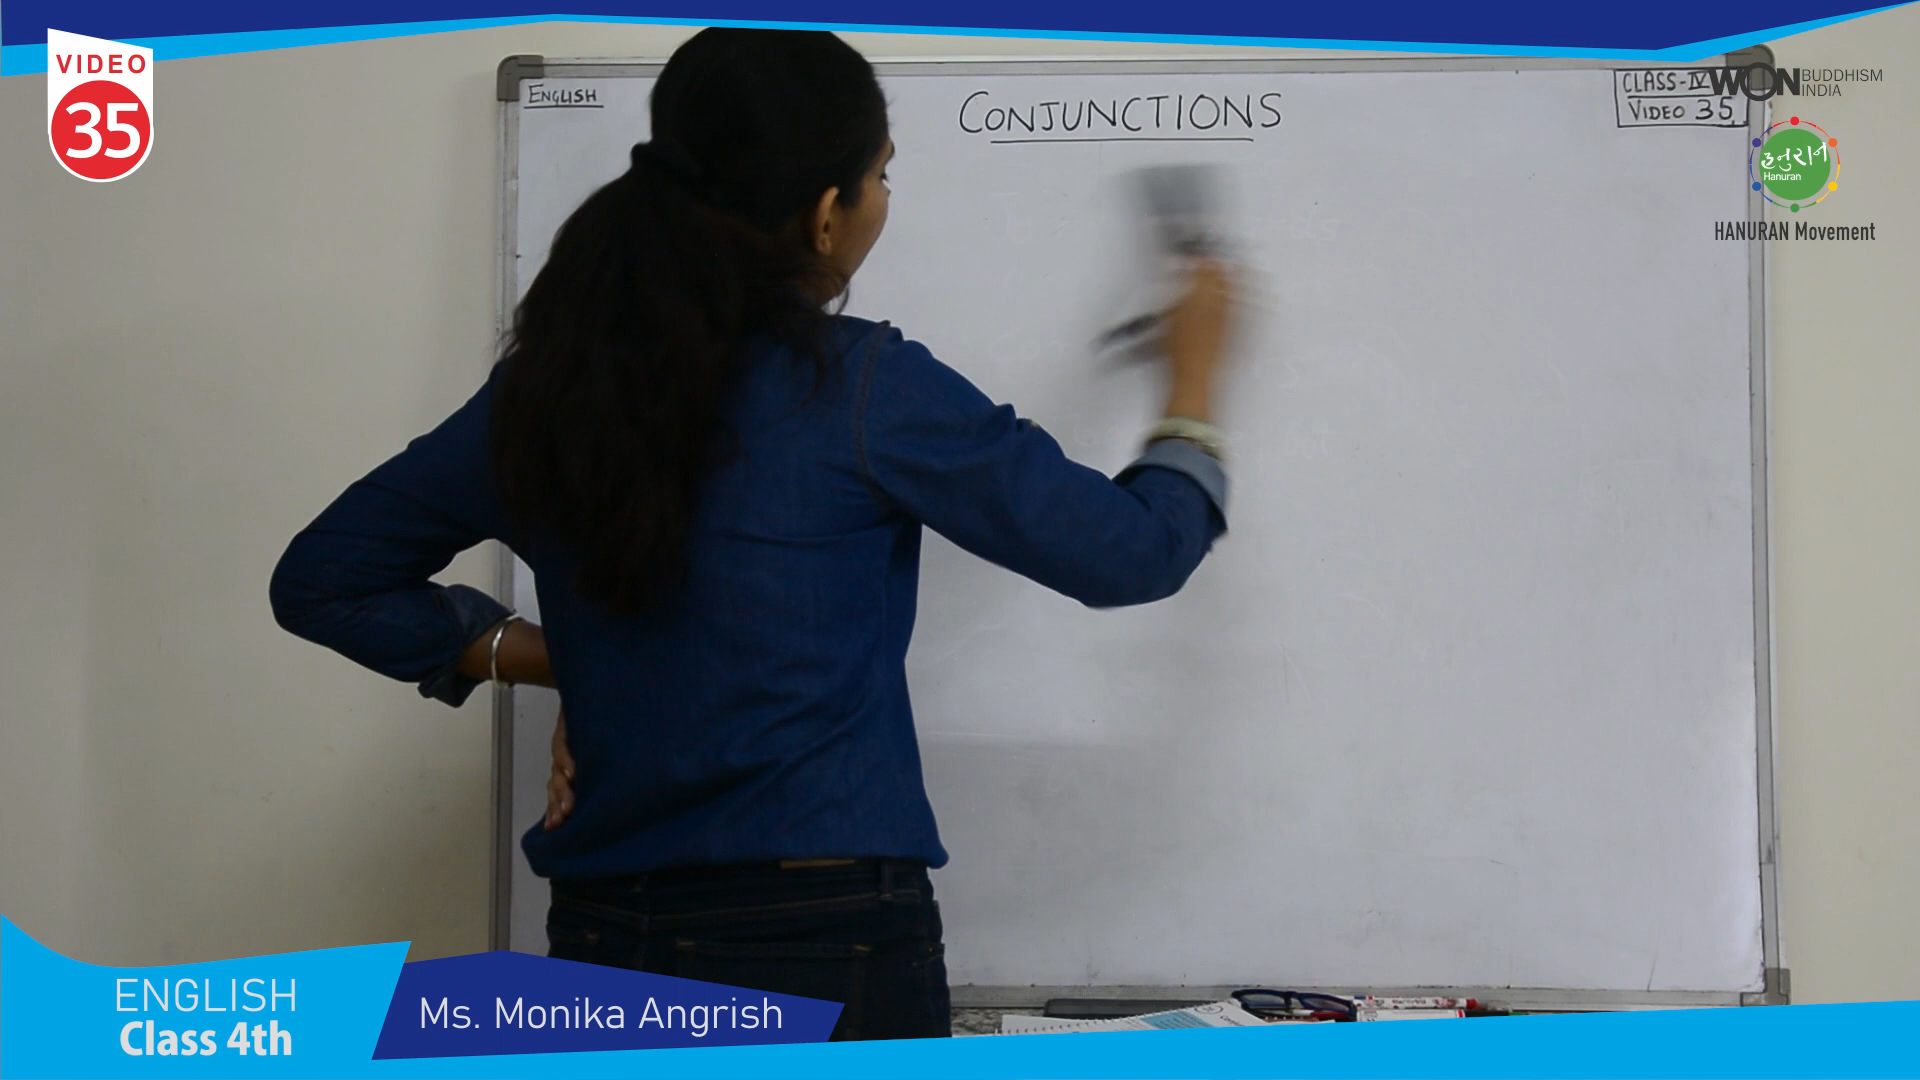 VIDEO
35
ENGLISH
CONJUNCTIONS
CLASS-IV
VIDEO 35
WON BUDDHISM INDIA
हनुरान
Hanuran
HANURAN Movement
ENGLISH
Class 4th
Ms. Monika Angrish